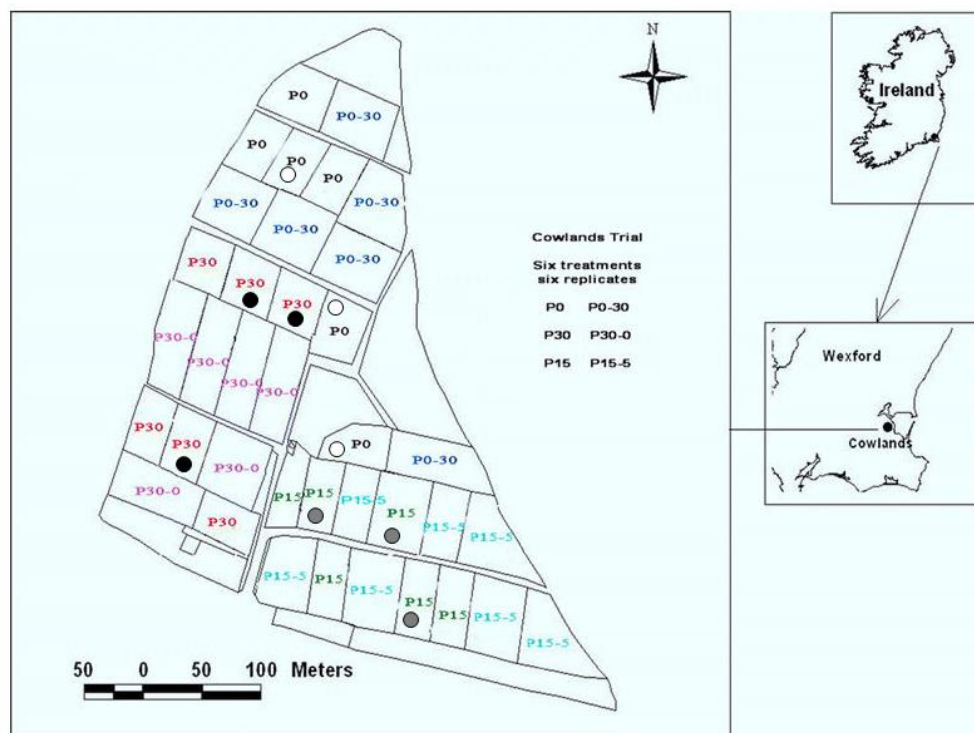 N
P0
P0-30
P0
P0
P0
P0-30
P0-30
P0-30
P0-30
P30
P30
P30
P0
P30-0
P30-0
P30-0
P30-0
P30
P30
P30-0
P30-0
P30
P0
P0-30
P15
P15
P15-5
P15
P15-5
P15-5
P15-5
P15
P15-5
P15
P15
P15-5
P15-5
Cowlands Trial
Six treatments
six replicates
P0 P0-30
P30 P30-0
P15 P15-5
50 0 50 100 Meters
Ireland
Wexford
Cowlands